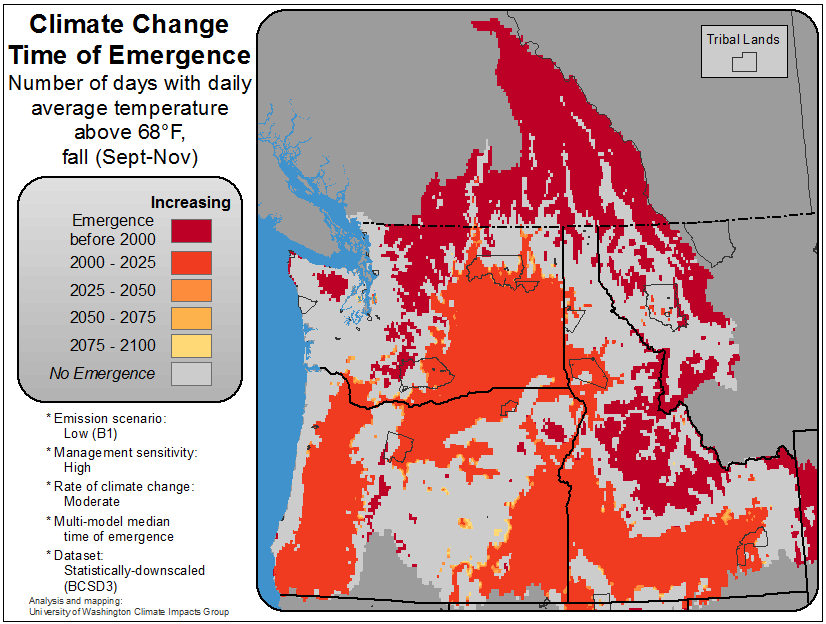 Climate Change
Time of Emergence
Number of days with daily
average temperature
above 68°F,
fall (Sept-Nov)
Increasing
Emergence
before 2000
2000 - 2025
2025 - 2050
2050 - 2075
2075 - 2100
No Emergence
* Emission scenario:
Low (B1)
* Management sensitivity:
High
* Rate of climate change:
Moderate
* Multi-model median
time of emergence
* Dataset:
Statistically-downscaled
(BCSD3)
Analysis and mapping:
University of Washington Climate Impacts Group
Tribal Lands